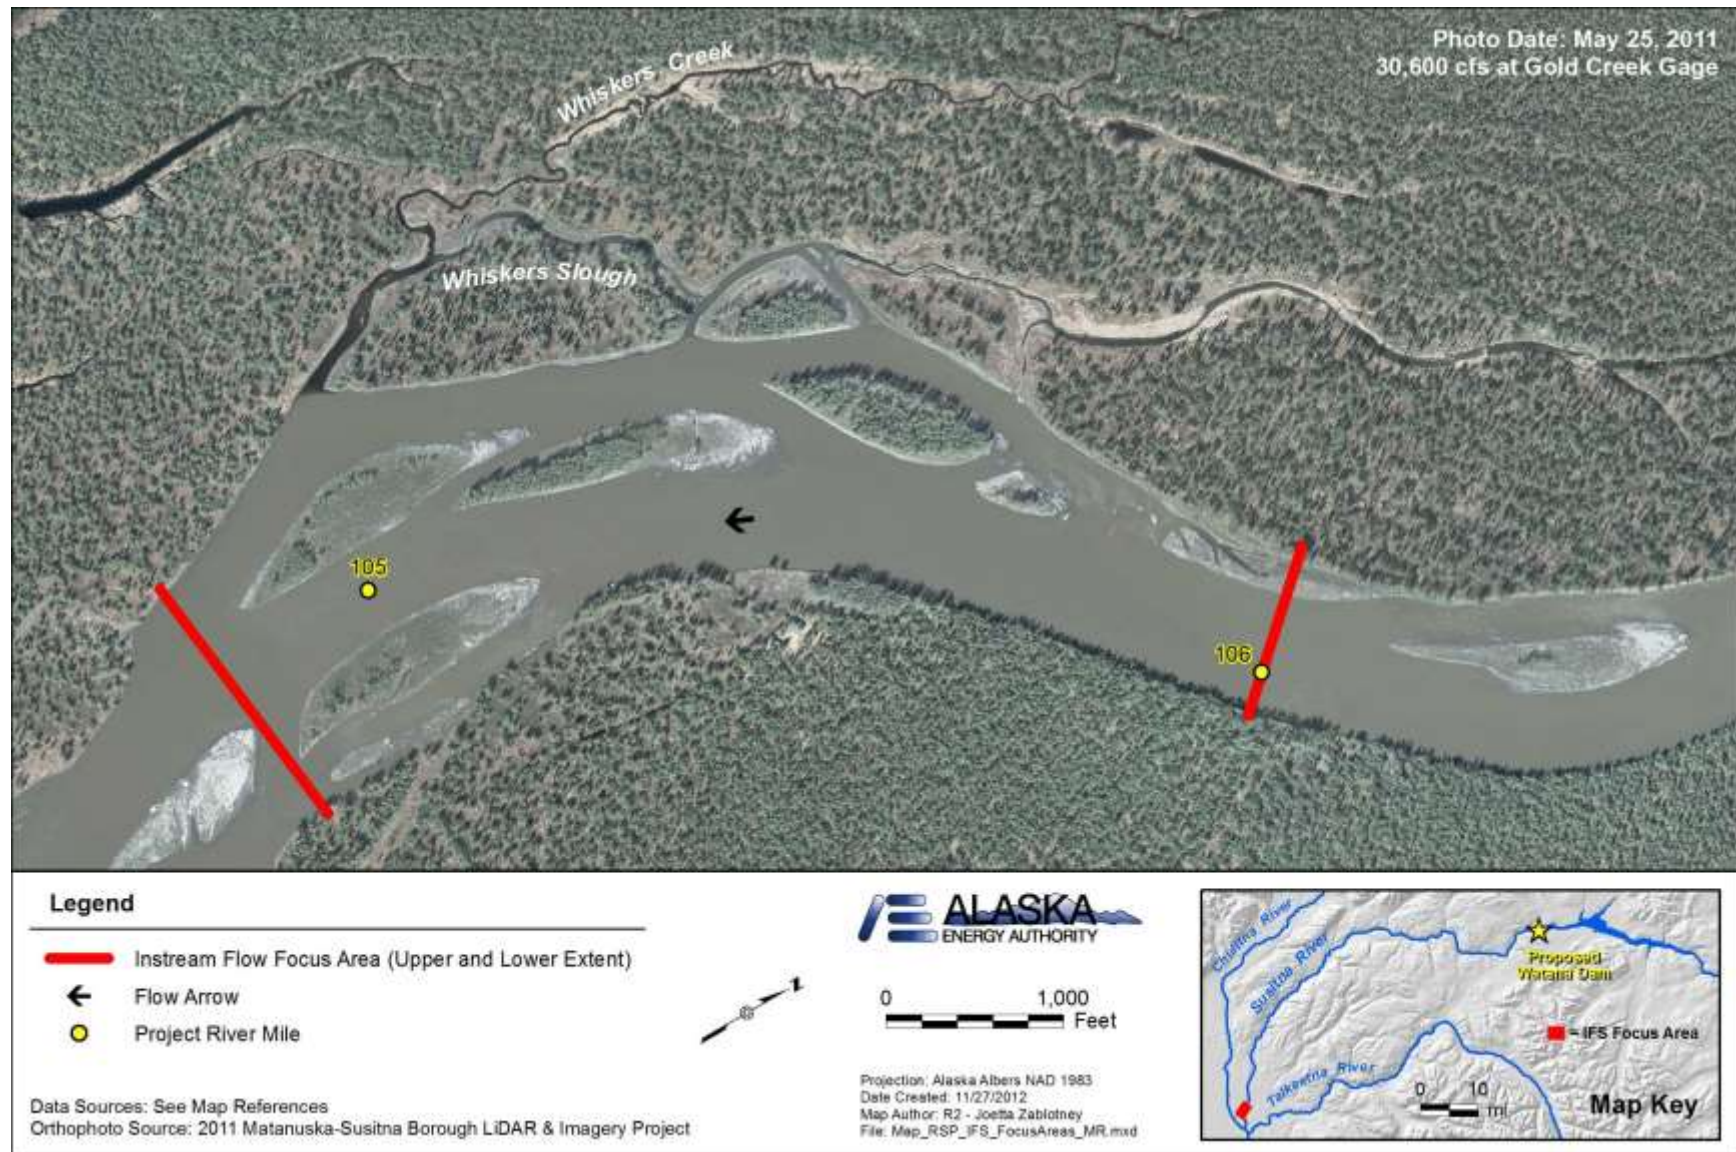 Photo Date: May 25, 2011
30,600 cfs at Gold Creek Gage
Whiskers Creek
Whiskers Slough
105
106
Legend
Instream Flow Focus Area (Upper and Lower Extent)
Flow Arrow
Project River Mile
Data Sources: See Map References
Orthophoto Source: 2011 Matanuska-Susitna Borough LiDAR & Imagery Project
ALASKA
ENERGY AUTHORITY
N
0 1,000
Feet
Projection: Alaska Albers NAD 1983
Date Created: 11/27/2012
Map Author: R2 - Joetta Zablotney
File: Map_RSP_IFS_FocusAreas_MR.mxd
Chulitna River
Susitna River
Proposed
Watana Dam
= IFS Focus Area
Talkeetna River
0 10
mi
Map Key